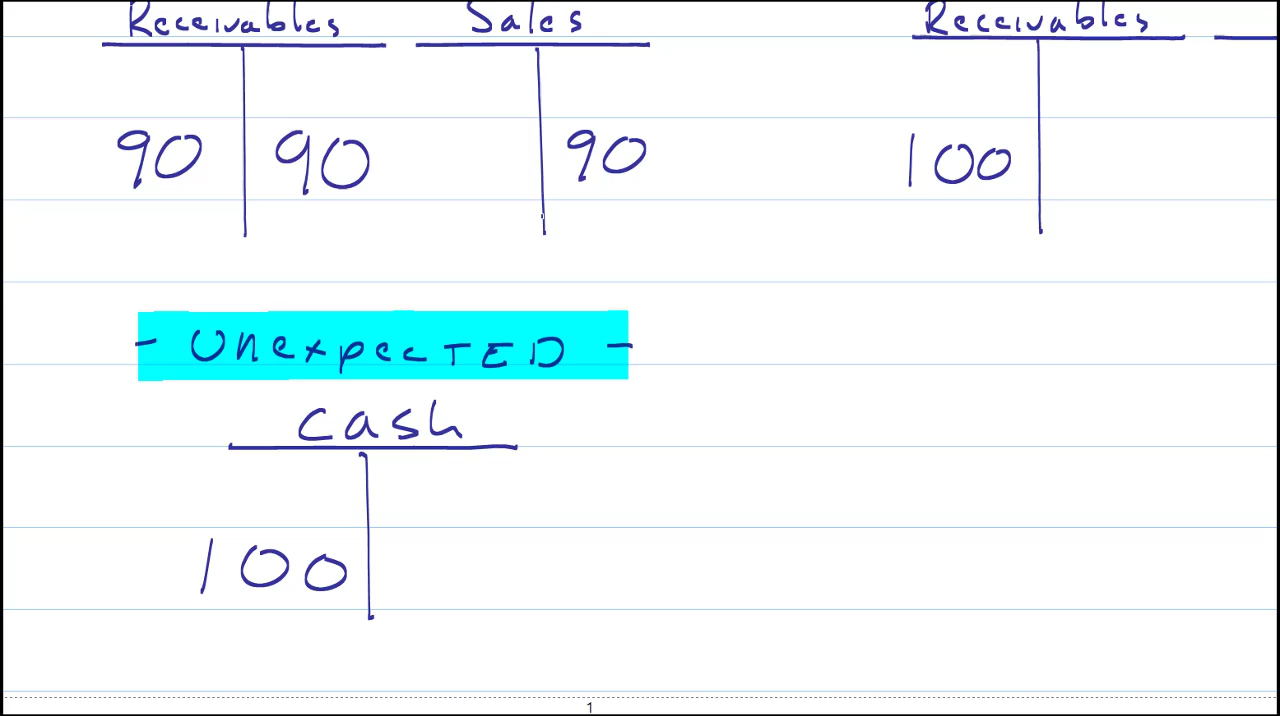 Receivables Sales Receivables
90 90 90 100
- UnexpecTED -
cash
100
1